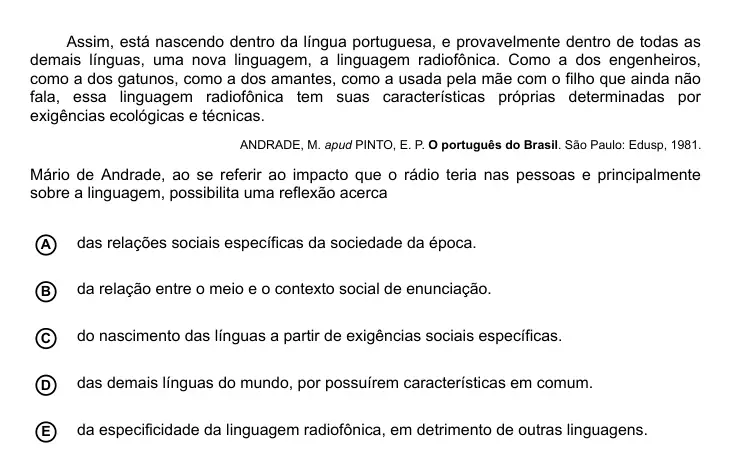 Assim, está nascendo dentro da língua portuguesa, e provavelmente dentro de todas as
demais línguas, uma nova linguagem, a linguagem radiofônica. Como a dos engenheiros,
como a dos gatunos, como a dos amantes, como a usada pela mãe com o filho que ainda não
fala, essa linguagem radiofônica tem suas características próprias determinadas por
exigências ecológicas e técnicas.
ANDRADE, M. apud PINTO, E. P. O português do Brasil. São Paulo: Edusp, 1981.
Mário de Andrade, ao se referir ao impacto que o rádio teria nas pessoas e principalmente
sobre a linguagem, possibilita uma reflexão acerca
A das relações sociais específicas da sociedade da época.
B da relação entre o meio e o contexto social de enunciação.
C do nascimento das línguas a partir de exigências sociais específicas.
D das demais línguas do mundo, por possuírem características em comum.
E da especificidade da linguagem radiofônica, em detrimento de outras linguagens.